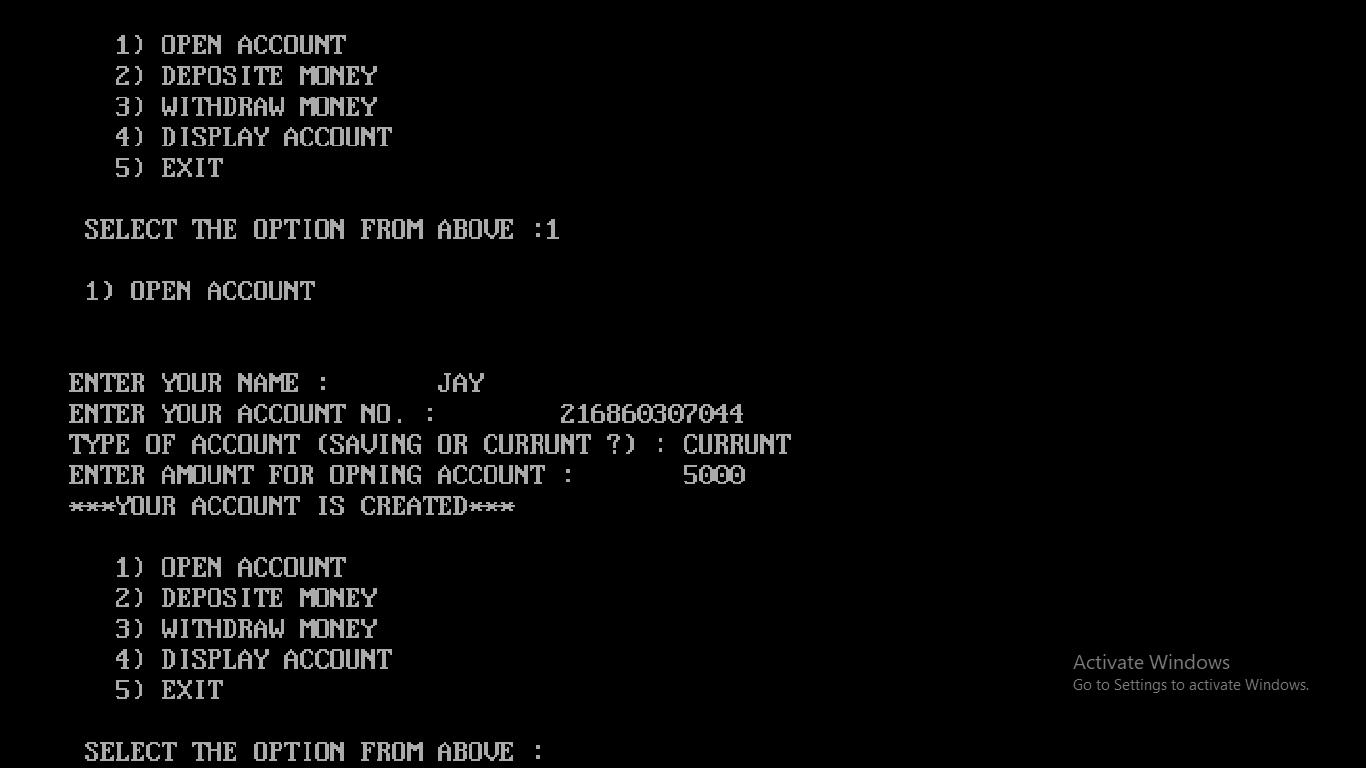 1) OPEN ACCOUNT
2) DEPOSITE MONEY
3) WITHDRAW MONEY
4) DISPLAY ACCOUNT
5) EXIT
SELECT THE OPTION FROM ABOVE :1
1) OPEN ACCOUNT
ENTER YOUR NAME : JAY
ENTER YOUR ACCOUNT NO. : 216860307044
TYPE OF ACCOUNT (SAVING OR CURRUNT ?) : CURRUNT
ENTER AMOUNT FOR OPNING ACCOUNT : 5000
***YOUR ACCOUNT IS CREATED***
1) OPEN ACCOUNT
2) DEPOSITE MONEY
3) WITHDRAW MONEY
4) DISPLAY ACCOUNT
5) EXIT
SELECT THE OPTION FROM ABOVE :
Activate Windows
Go to Settings to activate Windows.